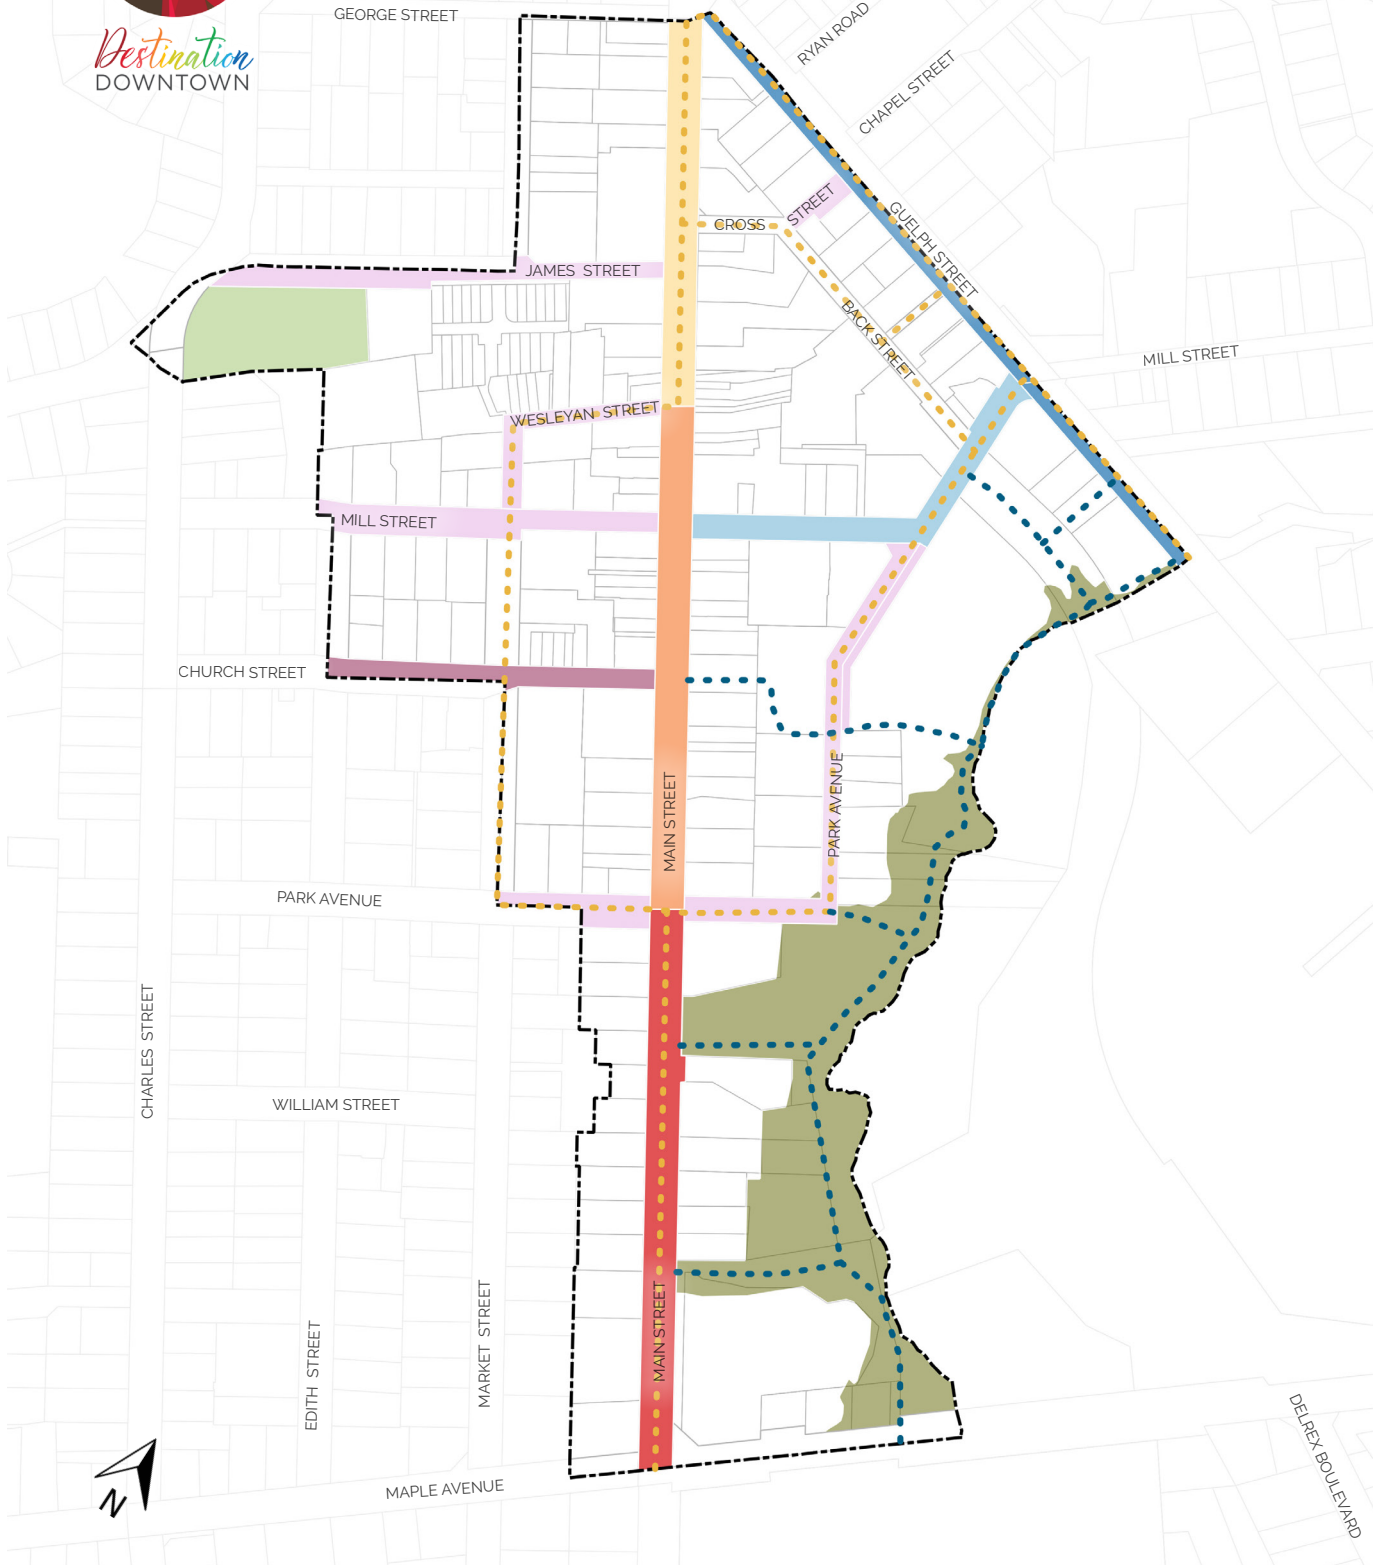 GEORGE STREET
RYAN ROAD
Destination
DOWNTOWN
CHAPEL STREET
CROSS
STREET
GUELPH STREET
JAMES STREET
BACK STREET
MILL STREET
WESLEYAN STREET
MILL STREET
CHURCH STREET
MAIN STREET
PARK AVENUE
PARK AVENUE
CHARLES STREET
WILLIAM STREET
MARKET STREET
MAIN STREET
EDITH STREET
DELREX BOULEVARD
N
MAPLE AVENUE